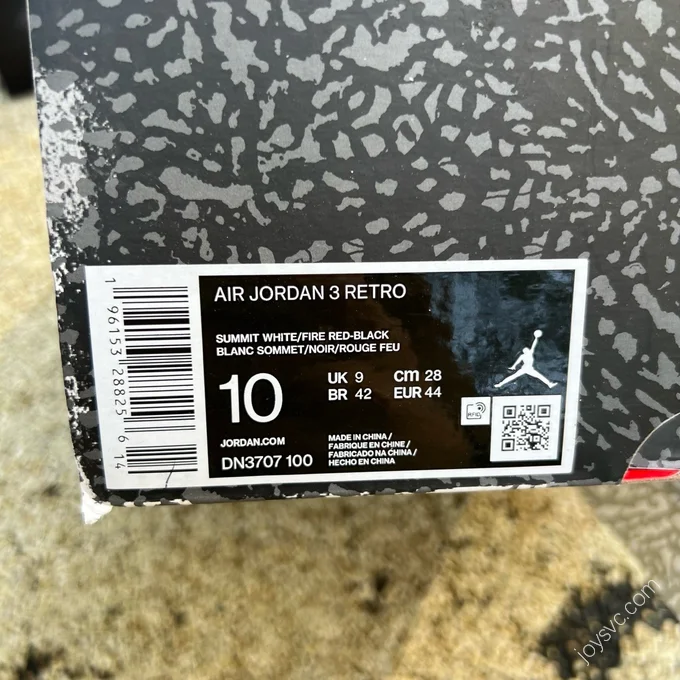 AIR JORDAN 3 RETRO
SUMMIT WHITE/FIRE RED-BLACK
BLANC SOMMET/NOIR/ROUGE FEU
10
UK 9 cm 28
BR 42 EUR 44
JORDAN.COM
DN3707 100
MADE IN CHINA /
FABRIQUE EN CHINE /
FABRICADO NA CHINA /
HECHO EN CHINA
RFID
1 96153 28825 6 14
joysvc.com